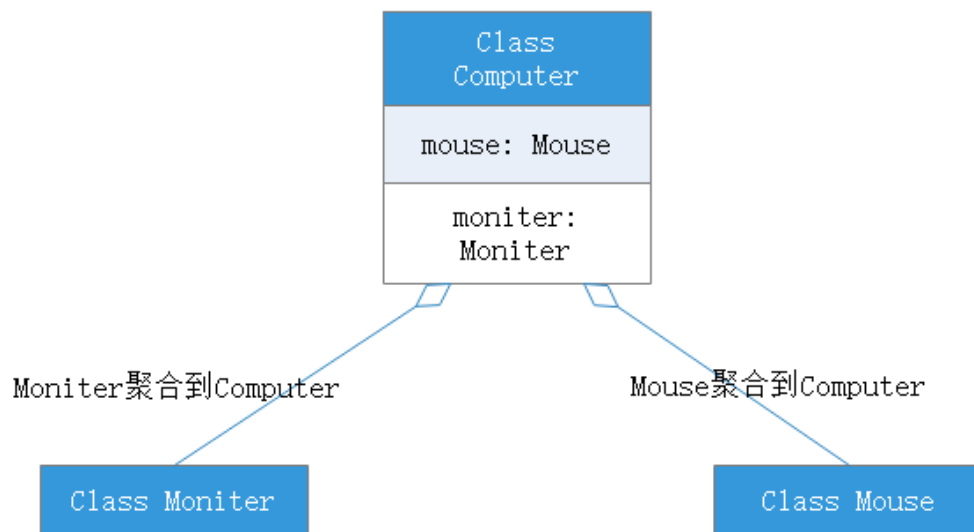 Class
Computer
mouse: Mouse
moniter:
Moniter
Moniter聚合到Computer
Mouse聚合到Computer
Class Moniter
Class Mouse